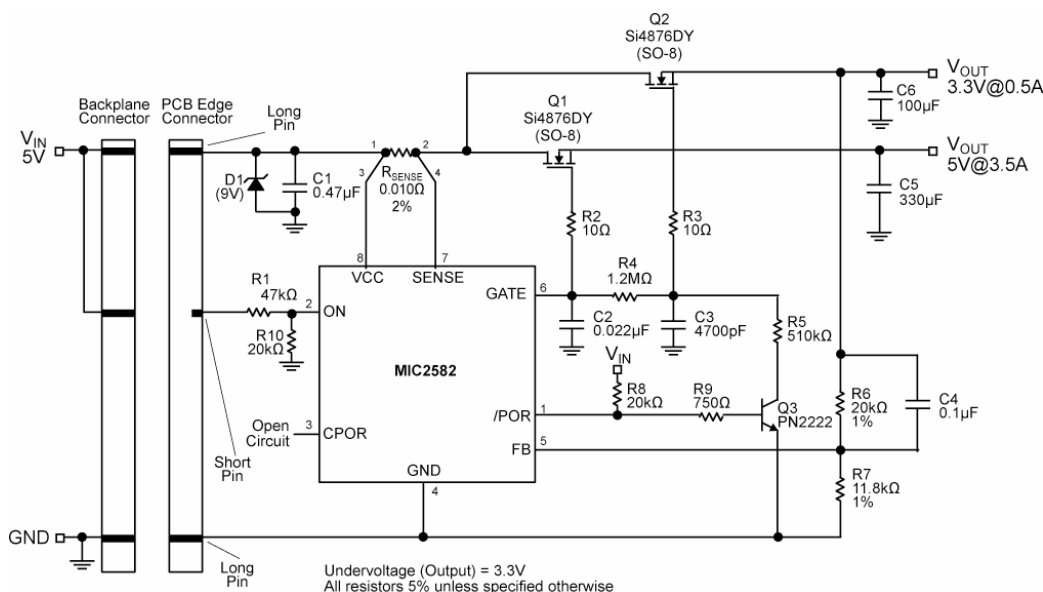 Q2
Si4876DY
(SO-8)
VOUT
3.3V@0.5A
C6
100µF
Backplane
Connector
PCB Edge
Connector
Long
Pin
Q1
Si4876DY
(SO-8)
VIN
5V
1
2
3
4
RSENSE
0.010Ω
2%
D1
(9V)
C1
0.47µF
VOUT
5V@3.5A
C5
330µF
R2
10Ω
R3
10Ω
8
7
VCC
SENSE
R1
47kΩ
2
ON
R10
20kΩ
GATE
6
R4
1.2MΩ
C2
0.022µF
C3
4700pF
R5
510kΩ
MIC2582
VIN
R8
20kΩ
R9
750Ω
/POR
1
Q3
PN2222
R6
20kΩ
1%
C4
0.1µF
Open
Circuit
3
CPOR
FB
5
Short
Pin
GND
4
R7
11.8kΩ
1%
GND
Long
Pin
Undervoltage (Output) = 3.3V
All resistors 5% unless specified otherwise